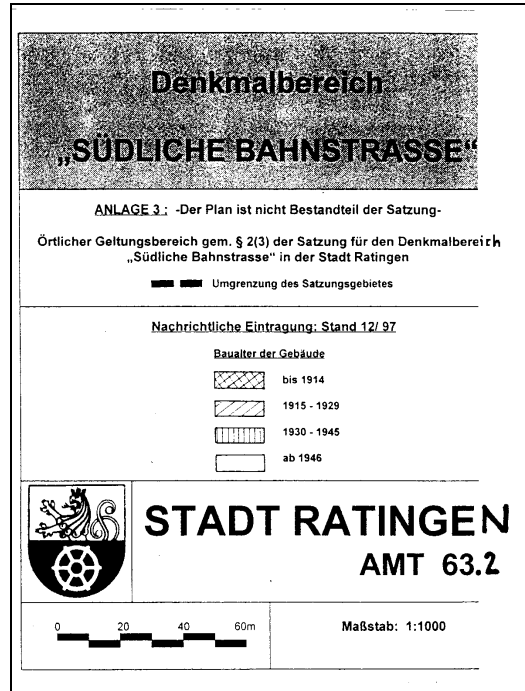 Denkmalbereich
„SÜDLICHE BAHNSTRASSE“
ANLAGE 3 : -Der Plan ist nicht Bestandteil der Satzung-
Örtlicher Geltungsbereich gem. § 2(3) der Satzung für den Denkmalbereich
„Südliche Bahnstrasse“ in der Stadt Ratingen
Umgrenzung des Satzungsgebietes
Nachrichtliche Eintragung: Stand 12/ 97
Baualter der Gebäude
bis 1914
1915 - 1929
1930 - 1945
ab 1946
STADT RATINGEN
AMT 63.2
0 20 40 60m
Maßstab: 1:1000